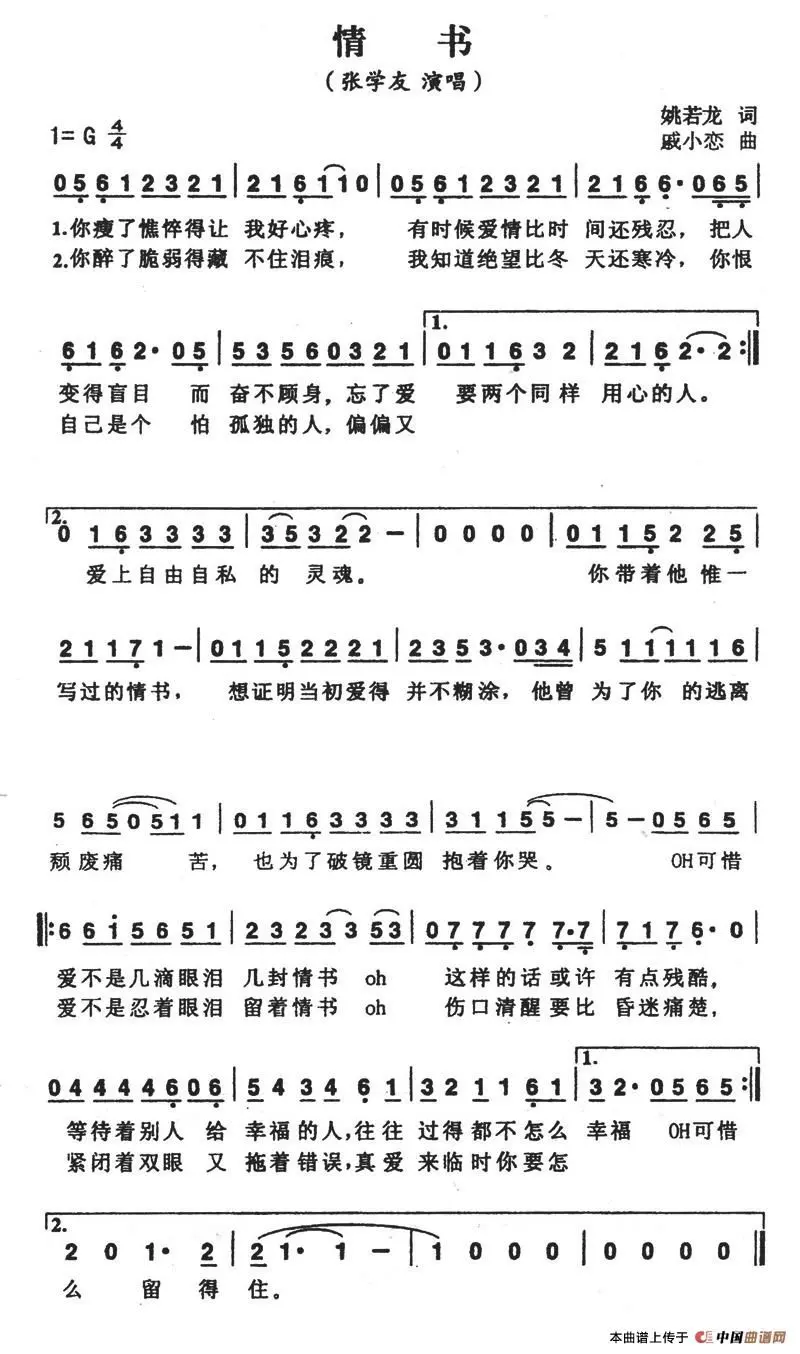 情 书
（张学友 演唱）
1= G 4/4
姚若龙 词
戚小恋 曲
0 5 6 1 2 3 2 1 | 2 1 6 1 1 0 | 0 5 6 1 2 3 2 1 | 2 1 6 6· 0 6 5 |
1.你瘦了憔悴得让 我好心疼， 有时候爱情比时 间还残忍， 把人
2.你醉了脆弱得藏 不住泪痕， 我知道绝望比冬 天还寒冷， 你恨
6 1 6 2· 0 5 | 5 3 5 6 0 3 2 1 | 1. 0 1 1 6 3 2 | 2 1 6 2· 2 :||
变得盲目 而 奋不顾身，忘了爱 要两个同样 用心的人。
自己是个 怕 孤独的人，偏偏又
2. 0 1 6 3 3 3 3 | 3 5 3 2 2 － | 0 0 0 0 | 0 1 1 5 2 2 5 |
爱上自由自私 的 灵魂。 你带着他 惟一
2 1 1 7 1 － | 0 1 1 5 2 2 2 1 | 2 3 5 3· 0 3 4 | 5 1 1 1 1 1 6 |
写过的情书， 想证明当初爱得 并不糊涂，他曾 为了你 的逃离
5 6 5 0 5 1 1 | 0 1 1 6 3 3 3 3 | 3 1 1 5 5 － | 5 － 0 5 6 5 |
颓废痛 苦， 也为了破镜重圆 抱着你哭。 OH可惜
||: 6 6 i 5 6 5 1 | 2 3 2 3 3 5 3 | 0 7 7 7 7 7·7 | 7 1 7 6· 0 |
爱不是几滴眼泪 几封情书 oh 这样的话或许 有点残酷，
爱不是忍着眼泪 留着情书 oh 伤口清醒要比 昏迷痛楚，
0 4 4 4 4 6 0 6 | 5 4 3 4 6 1 | 3 2 1 1 6 1 | 1. 3 2· 0 5 6 5 :||
等待着别人 给 幸福的人，往往 过得都不怎么 幸福 OH可惜
紧闭着双眼 又 拖着错误，真爱 来临时你要怎
2. 2 0 1· 2 | 2 1· 1 － | 1 0 0 0 | 0 0 0 0 ||
么 留 得 住。
本曲谱上传于 中国曲谱网